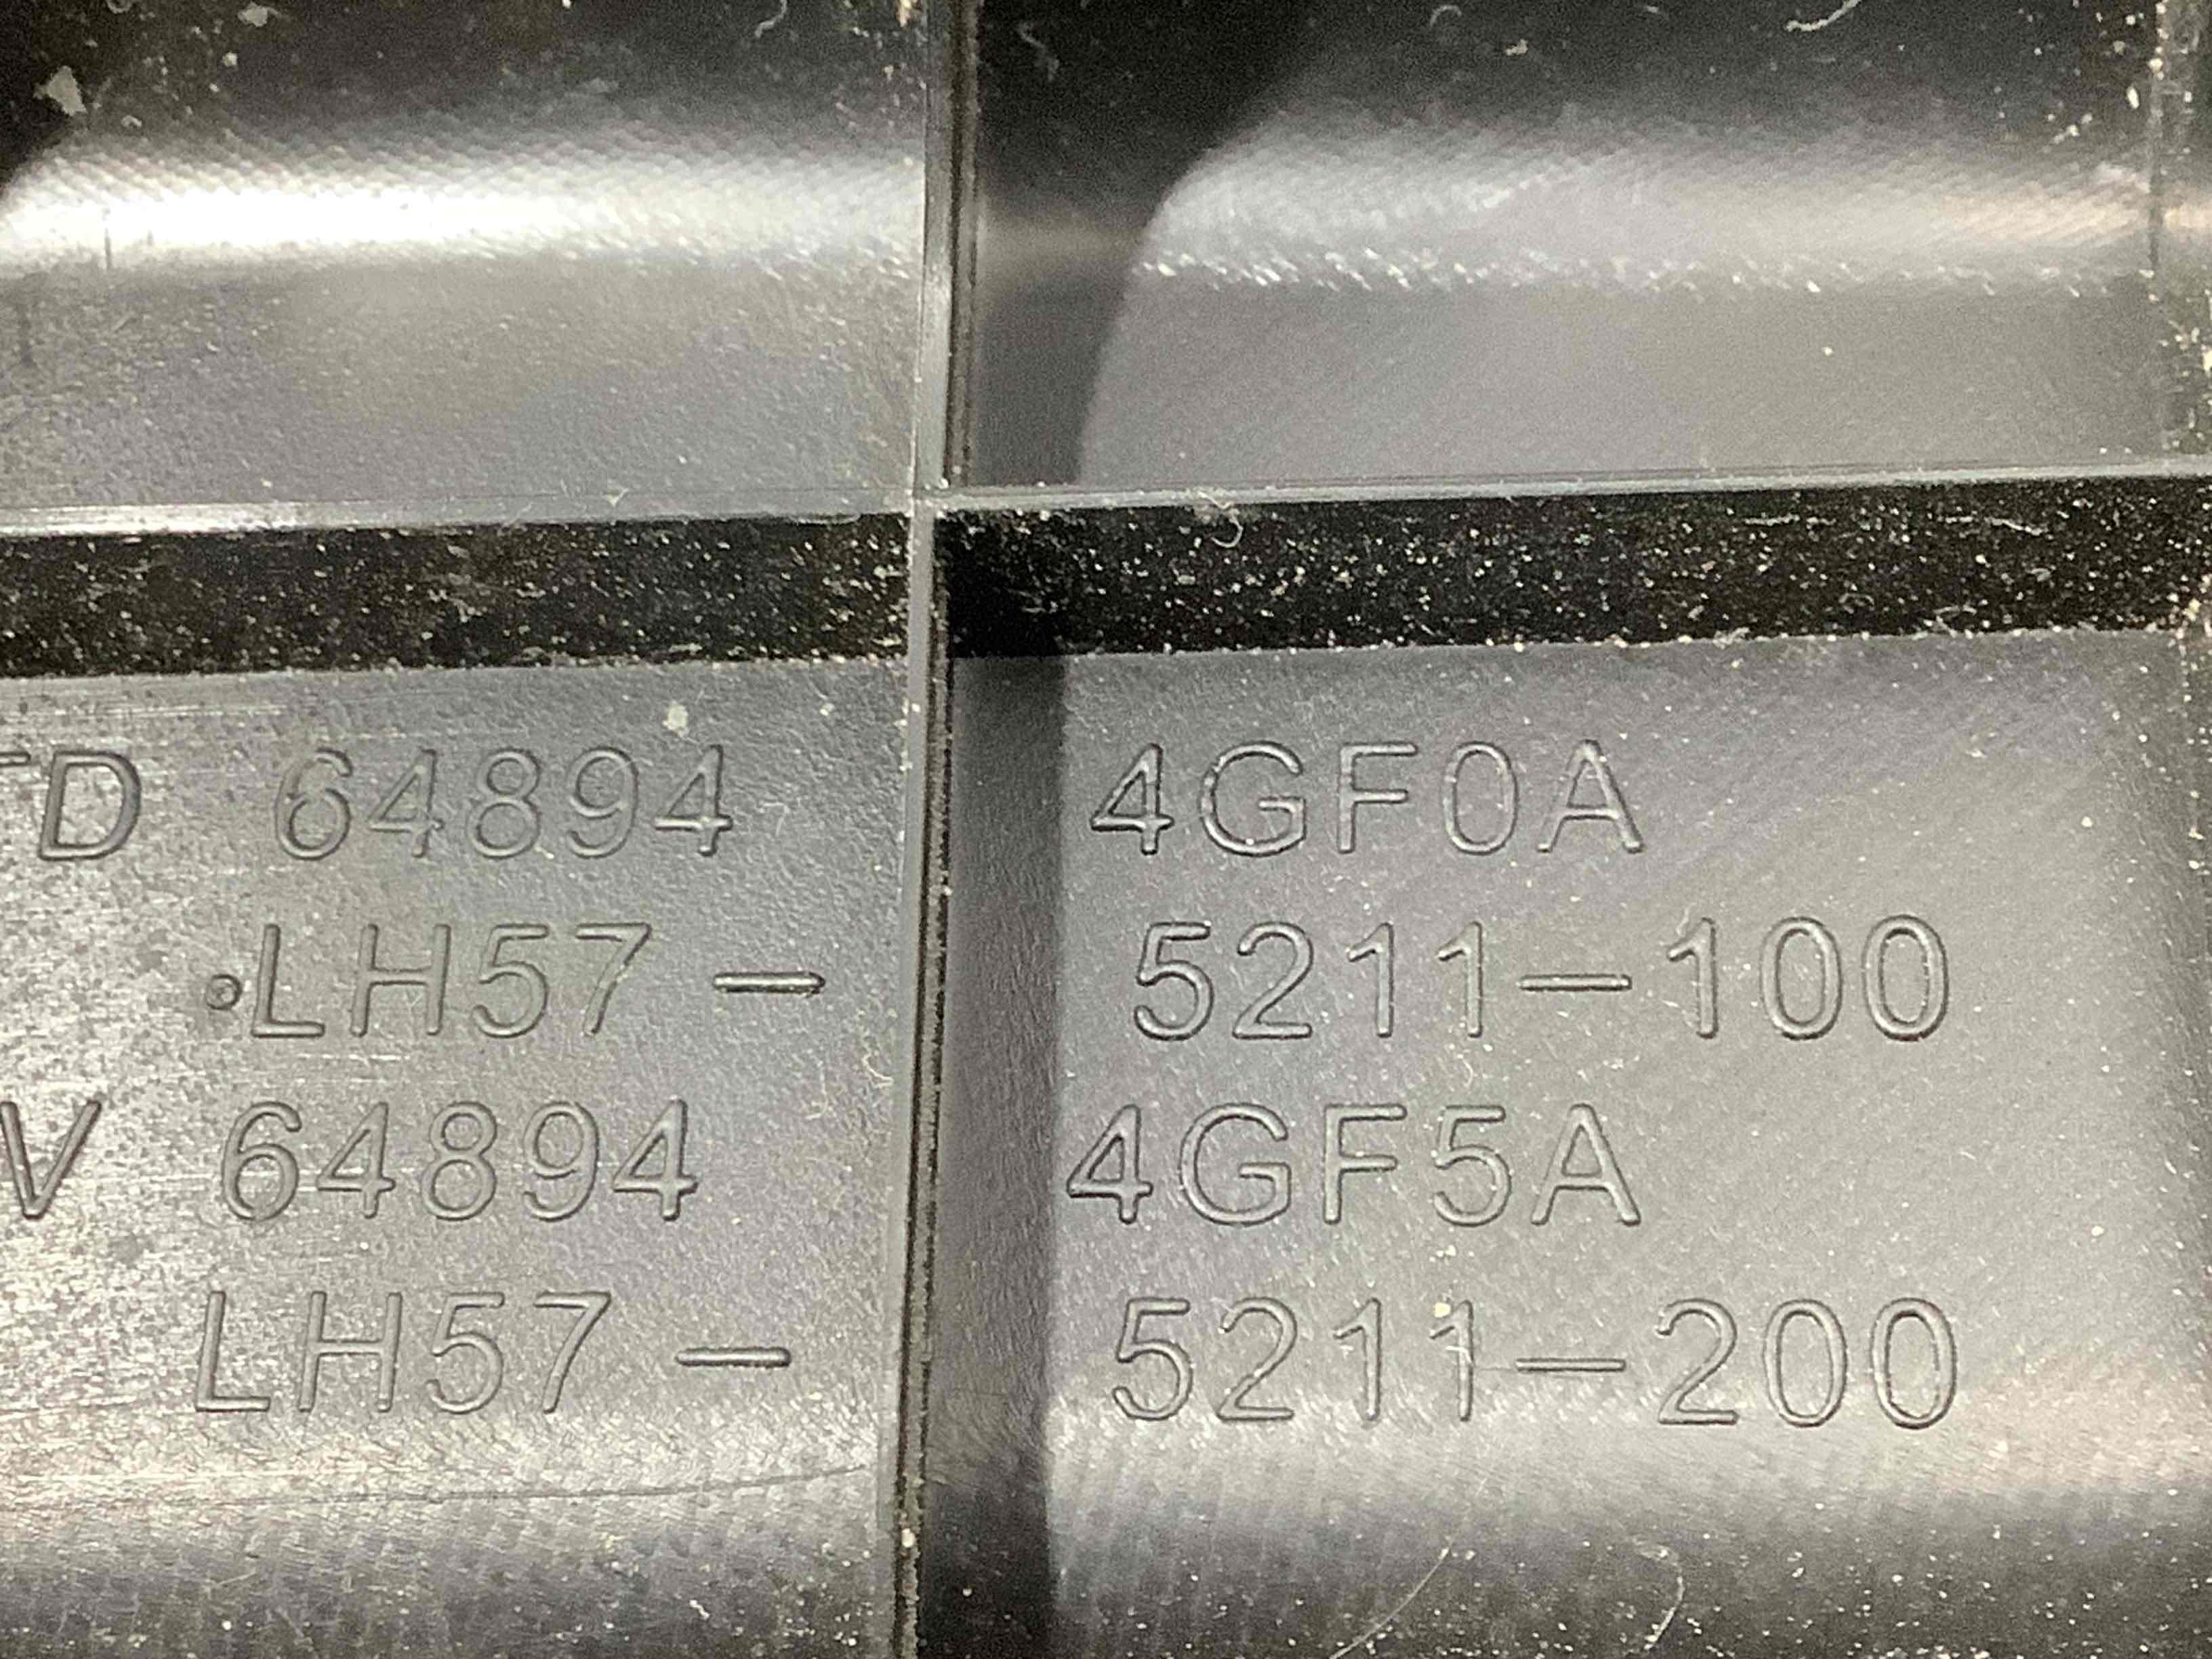 TD 64894 4GF0A
LH57- 5211-100
V 64894 4GF5A
LH57- 5211-200